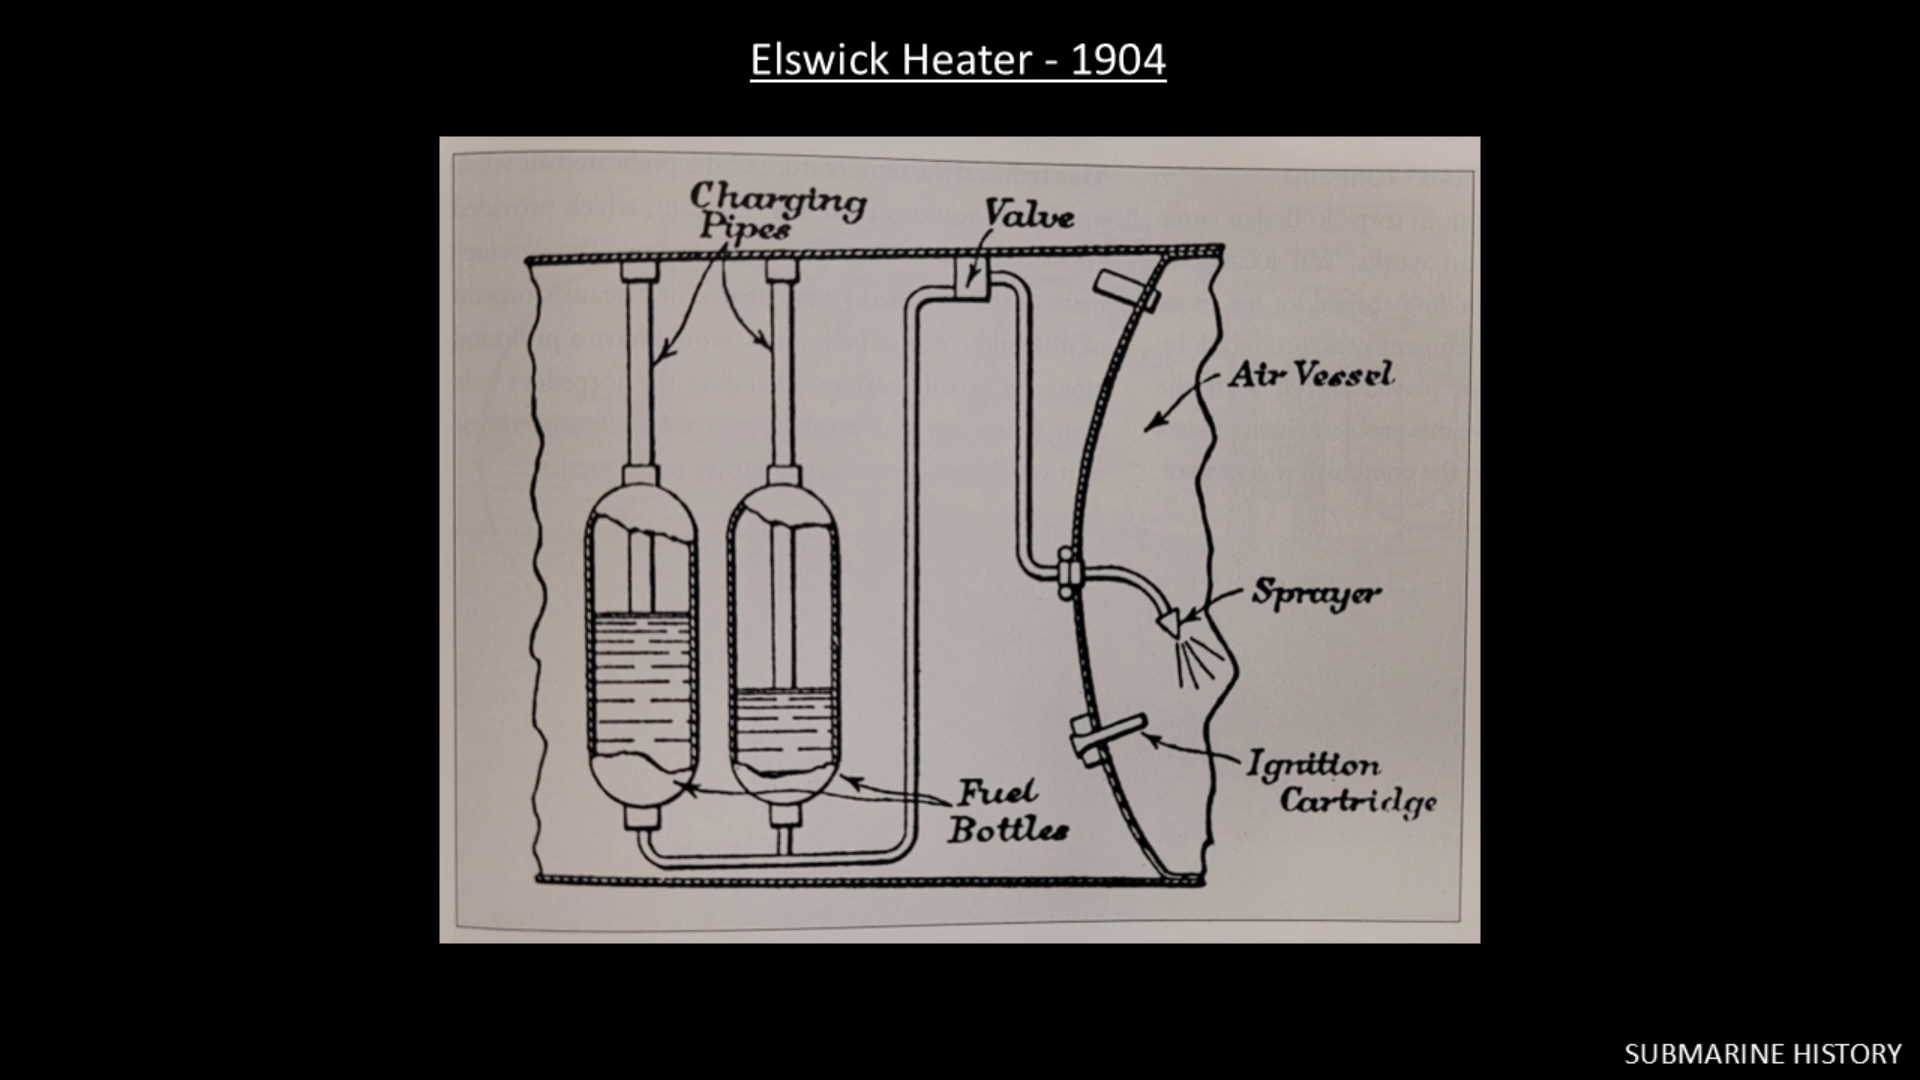 Elswick Heater - 1904
Charging
Pipes
Valve
Air Vessel
Sprayer
Ignition
Cartridge
Fuel
Bottles
SUBMARINE HISTORY